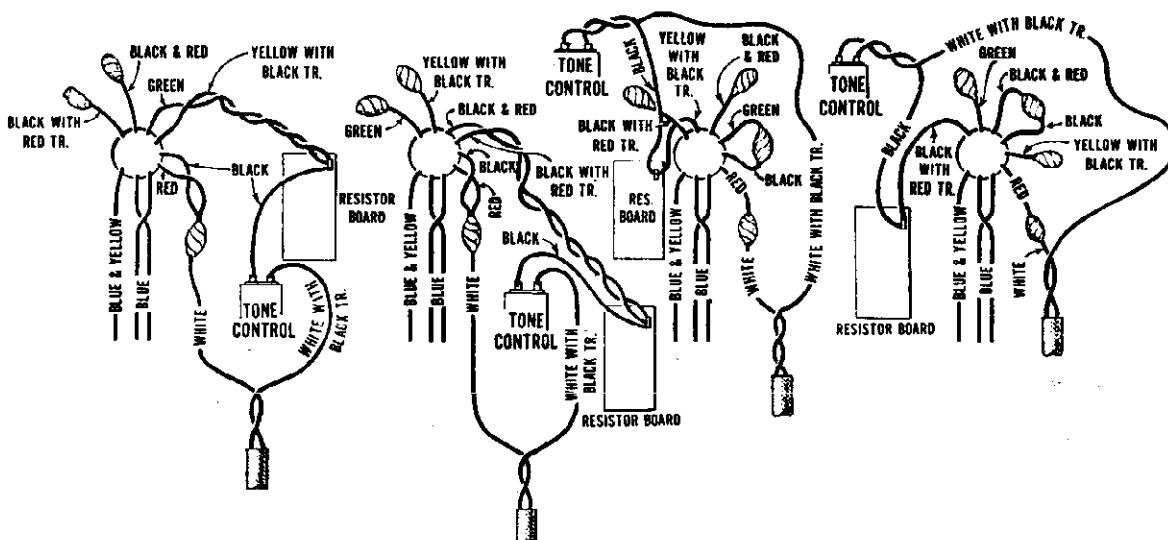 BLACK & RED
YELLOW WITH
BLACK TR.
GREEN
BLACK WITH
RED TR.
BLACK
RED
RESISTOR
BOARD
BLUE & YELLOW
BLUE
WHITE
TONE
CONTROL
WHITE WITH
BLACK TR.
YELLOW WITH
BLACK TR.
BLACK & RED
GREEN
BLACK
BLACK WITH
RED TR.
RED
BLACK
BLUE & YELLOW
BLUE
WHITE
TONE
CONTROL
WHITE WITH
BLACK TR.
RESISTOR BOARD
TONE
CONTROL
BLACK
YELLOW
WITH
BLACK
TR.
BLACK
& RED
GREEN
BLACK WITH
RED TR.
BLACK
RED
RES.
BOARD
BLUE & YELLOW
BLUE
WHITE
WHITE WITH BLACK TR.
WHITE WITH BLACK TR.
TONE
CONTROL
GREEN
BLACK & RED
BLACK
BLACK
YELLOW WITH
BLACK TR.
BLACK
WITH
RED TR.
RED
BLUE & YELLOW
BLUE
WHITE
RESISTOR BOARD